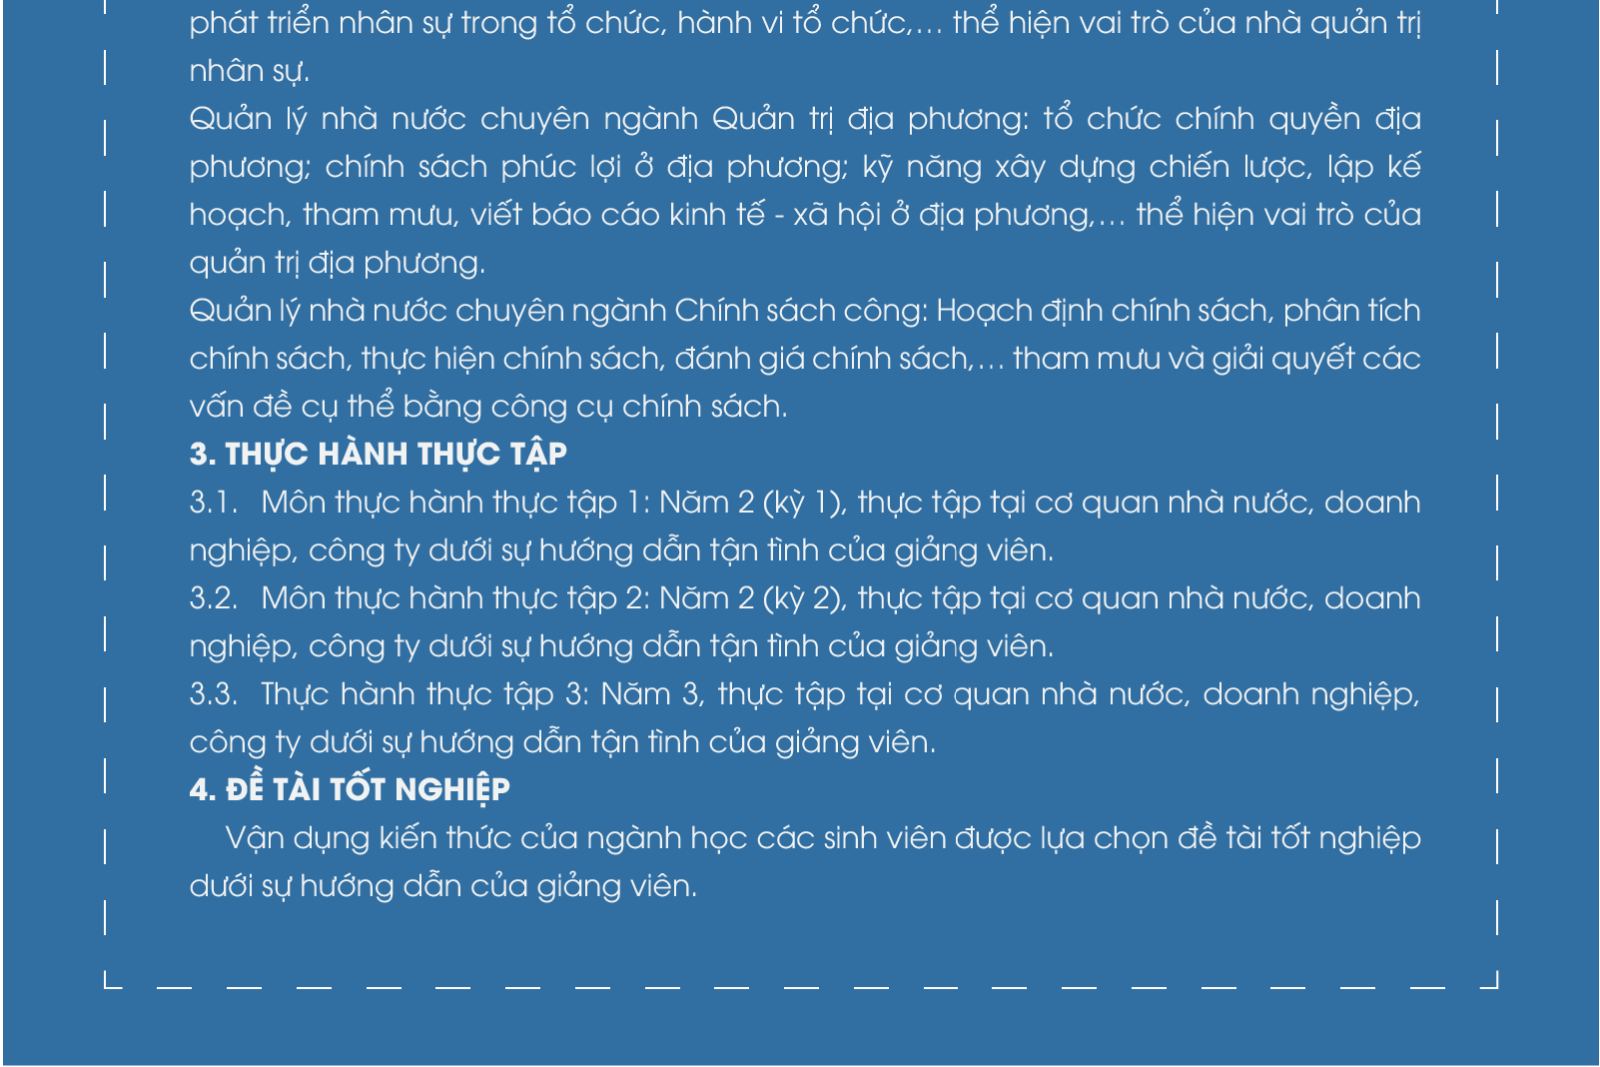 phát triển nhân sự trong tổ chức, hành vi tổ chức,... thể hiện vai trò của nhà quản trị
nhân sự.
Quản lý nhà nước chuyên ngành Quản trị địa phương: tổ chức chính quyền địa
phương; chính sách phúc lợi ở địa phương; kỹ năng xây dựng chiến lược, lập kế
hoạch, tham mưu, viết báo cáo kinh tế - xã hội ở địa phương,... thể hiện vai trò của
quản trị địa phương.
Quản lý nhà nước chuyên ngành Chính sách công: Hoạch định chính sách, phân tích
chính sách, thực hiện chính sách, đánh giá chính sách,... tham mưu và giải quyết các
vấn đề cụ thể bằng công cụ chính sách.
3. THỰC HÀNH THỰC TẬP
3.1. Môn thực hành thực tập 1: Năm 2 (kỳ 1), thực tập tại cơ quan nhà nước, doanh
nghiệp, công ty dưới sự hướng dẫn tận tình của giảng viên.
3.2. Môn thực hành thực tập 2: Năm 2 (kỳ 2), thực tập tại cơ quan nhà nước, doanh
nghiệp, công ty dưới sự hướng dẫn tận tình của giảng viên.
3.3. Thực hành thực tập 3: Năm 3, thực tập tại cơ quan nhà nước, doanh nghiệp,
công ty dưới sự hướng dẫn tận tình của giảng viên.
4. ĐỀ TÀI TỐT NGHIỆP
Vận dụng kiến thức của ngành học các sinh viên được lựa chọn đề tài tốt nghiệp
dưới sự hướng dẫn của giảng viên.